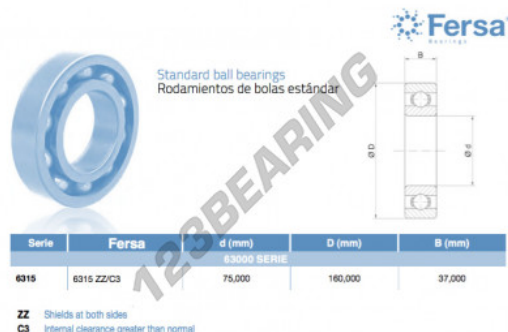 Fersa
Bearings
Standard ball bearings
Rodamientos de bolas estándar
B
Ø D
Ø d
123BEARING
Serie Fersa d (mm) D (mm) B (mm)
63000 SERIE
6315 6315 ZZ/C3 75,000 160,000 37,000
ZZ Shields at both sides
C3 Internal clearance greater than normal